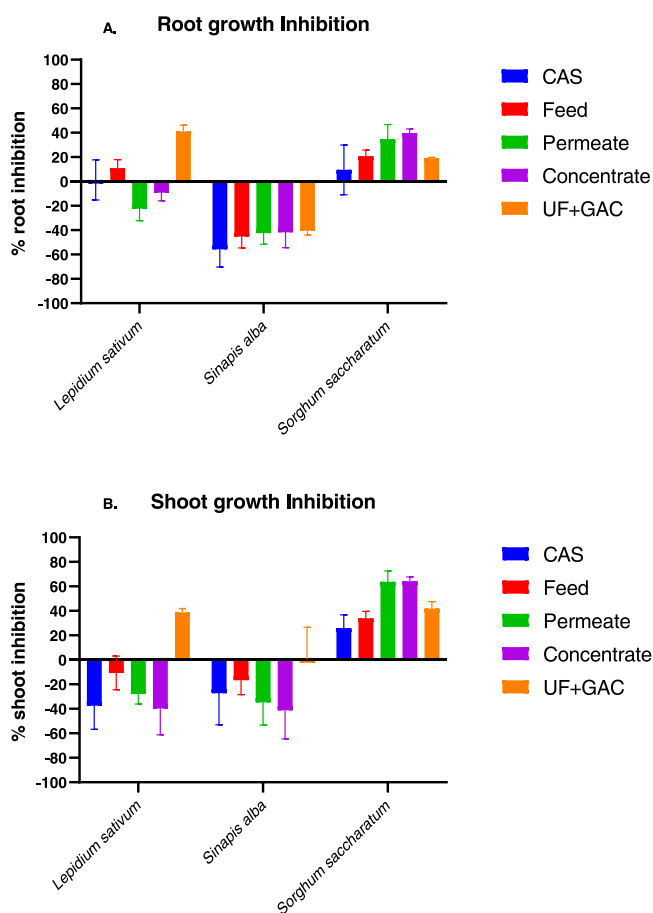 A. Root growth Inhibition
% root inhibition
100
80
60
40
20
0
-20
-40
-60
-80
-100
Lepidium sativum
Sinapis alba
Sorghum saccharatum
CAS
Feed
Permeate
Concentrate
UF+GAC
B. Shoot growth Inhibition
% shoot inhibition
100
80
60
40
20
0
-20
-40
-60
-80
-100
Lepidium sativum
Sinapis alba
Sorghum saccharatum
CAS
Feed
Permeate
Concentrate
UF+GAC